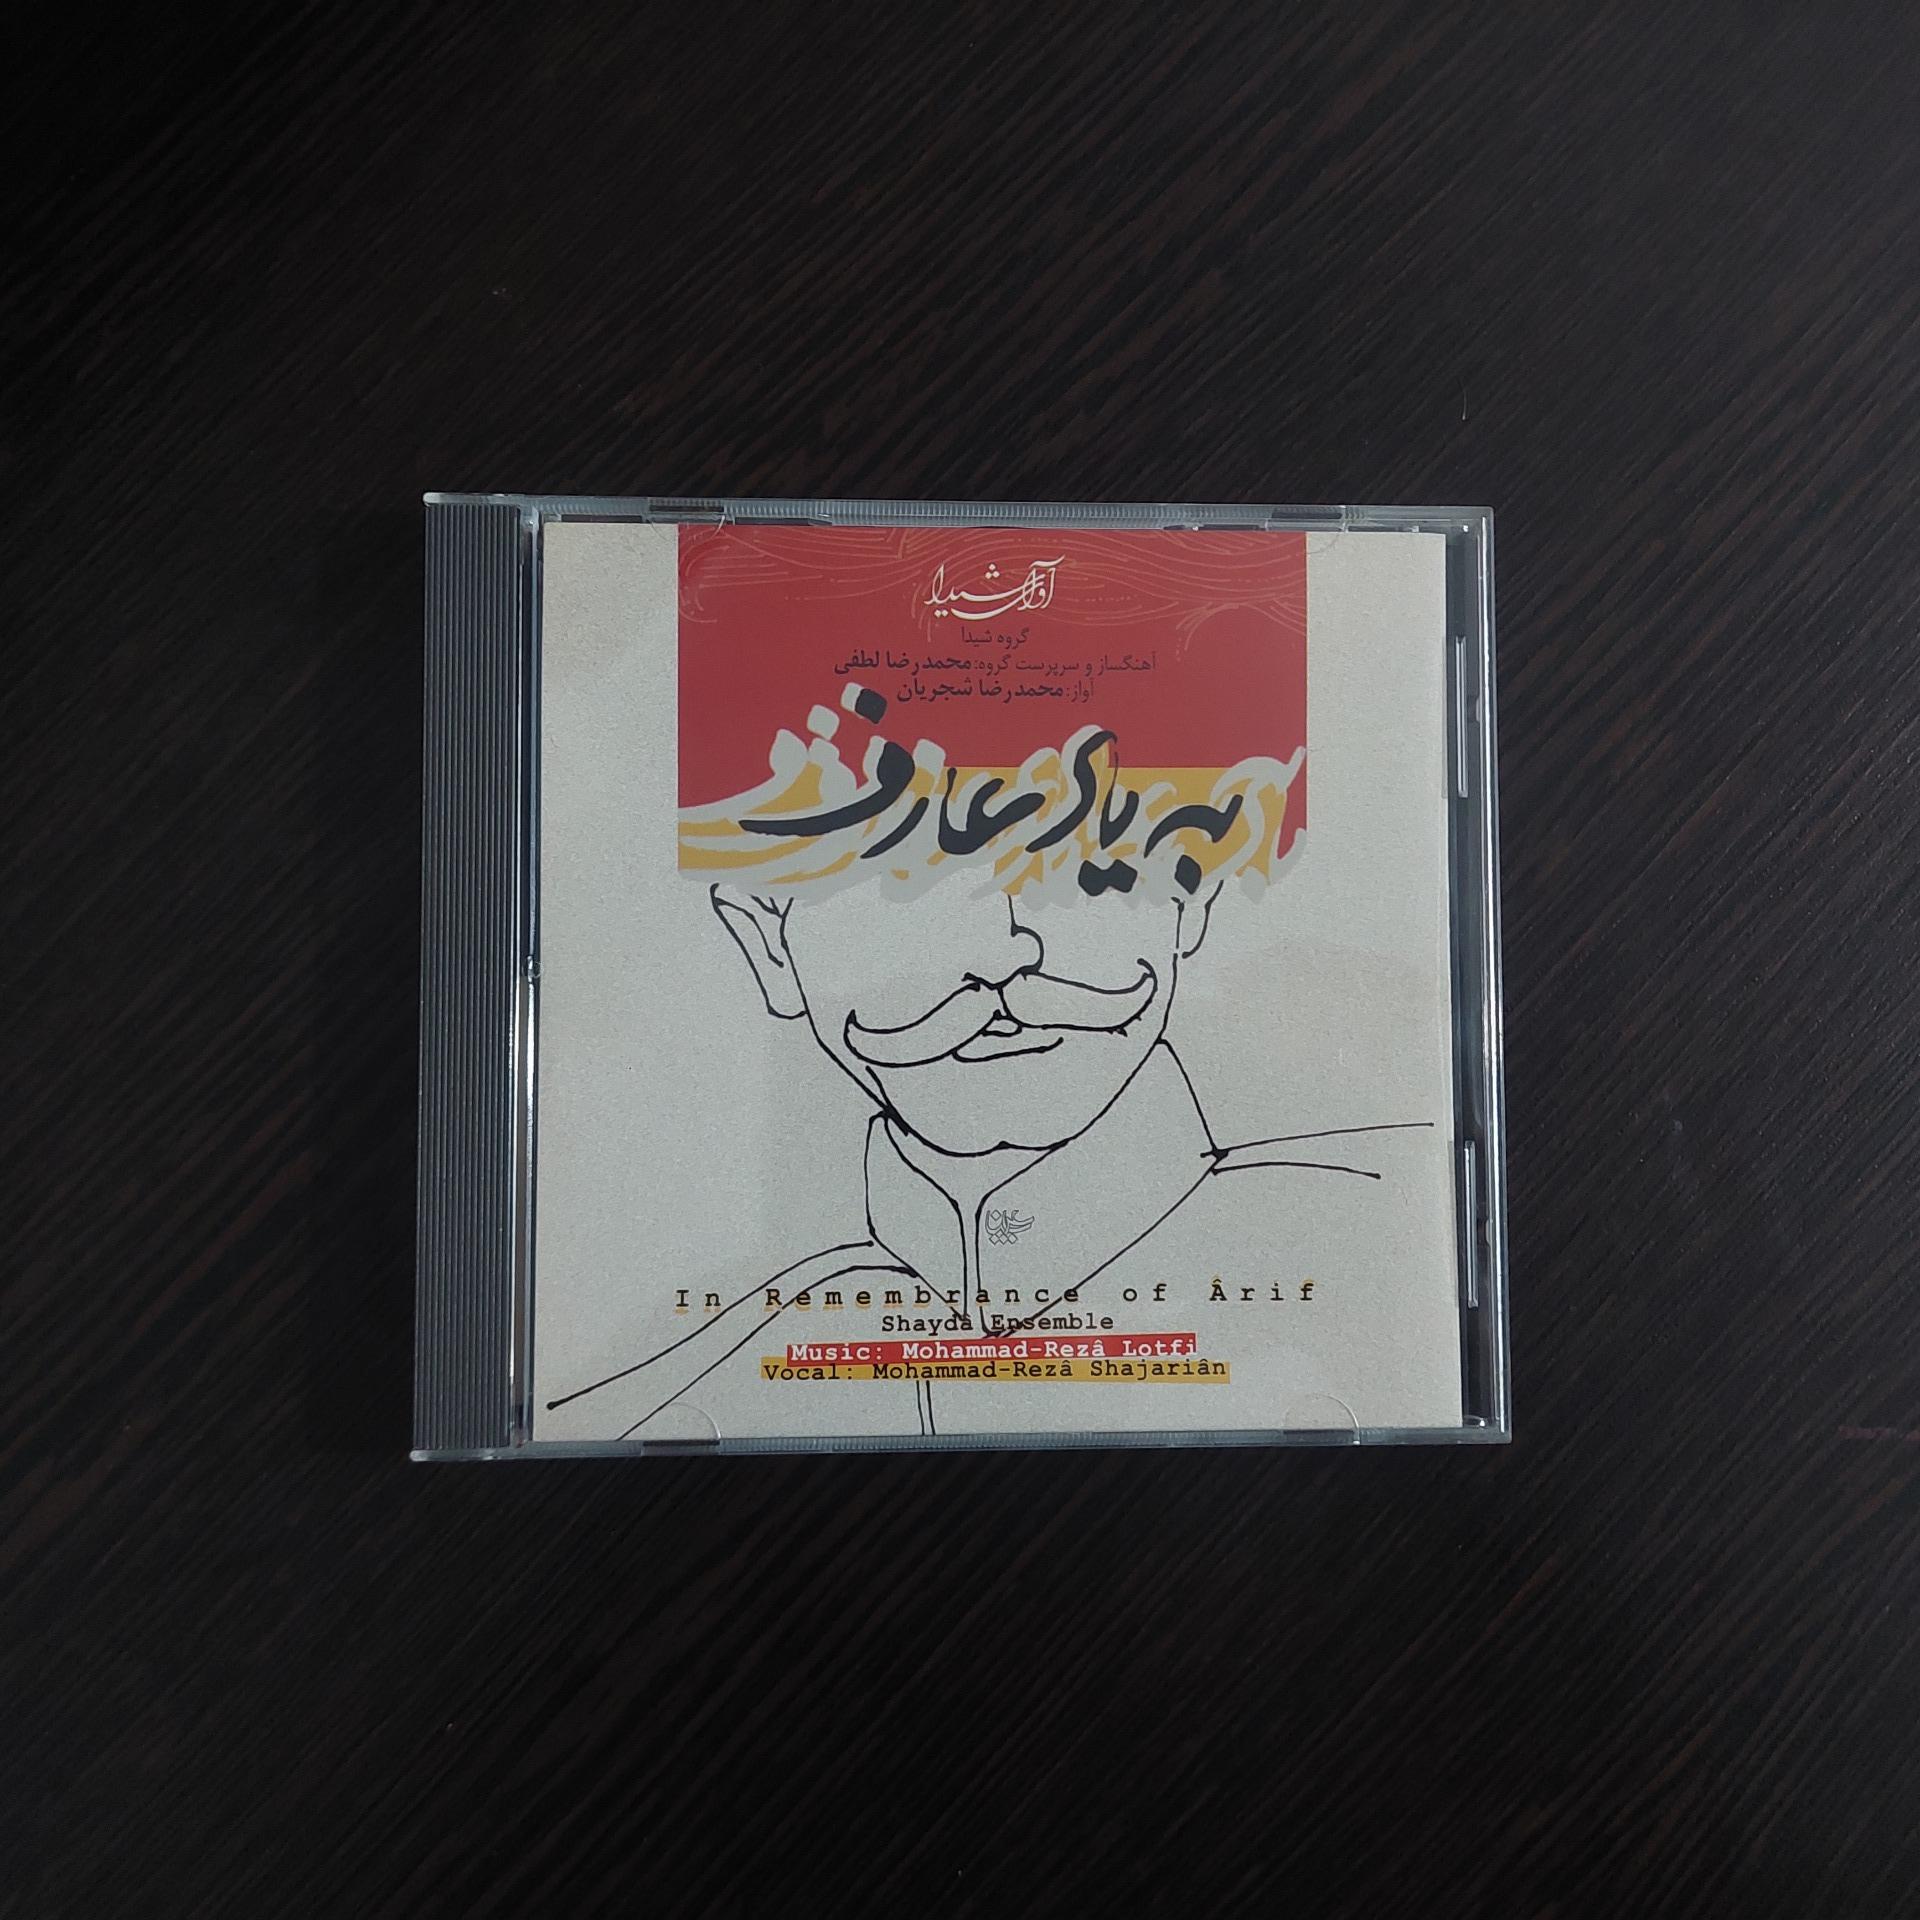 آوای شیدا
گروه شیدا
آهنگساز و سرپرست گروه: محمدرضا لطفی
آواز: محمدرضا شجریان
به یاد عارف
In Remembrance of Ârif
Shaydâ Ensemble
Music: Mohammad-Rezâ Lotfi
Vocal: Mohammad-Rezâ Shajariân